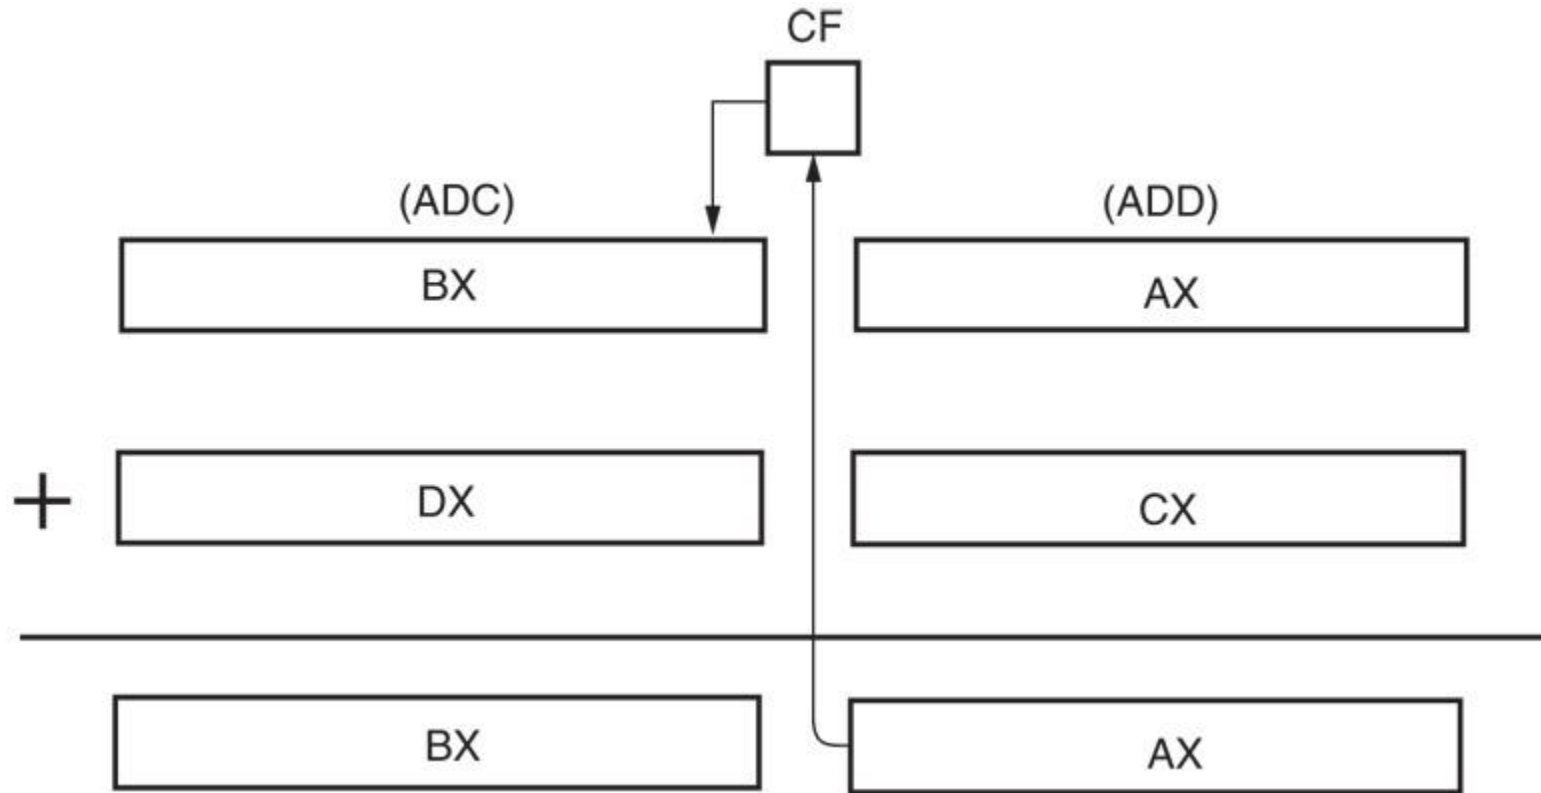 CF
(ADC) (ADD)
BX AX
+ DX CX
BX AX